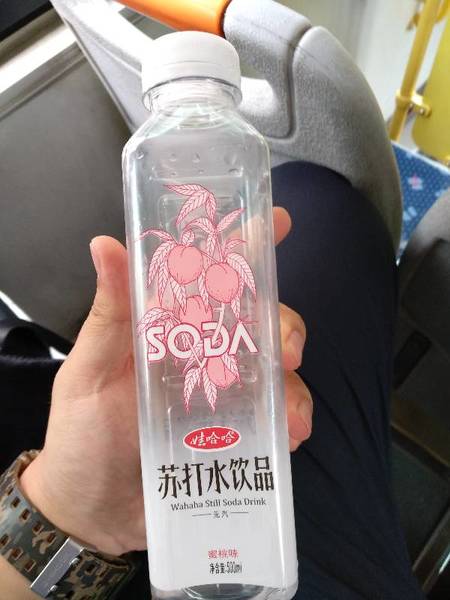 SODA
娃哈哈
苏打水饮品
Wahaha Still Soda Drink
无汽
蜜桃味
净含量:500ml